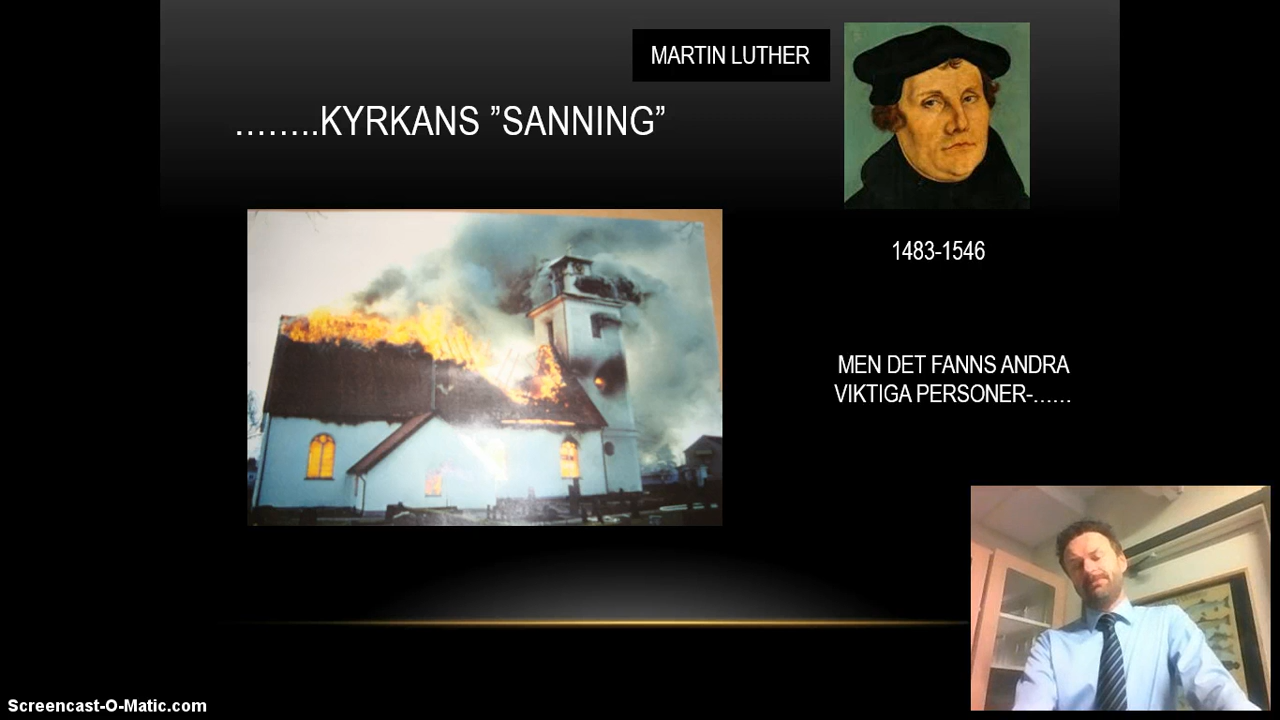 MARTIN LUTHER
........KYRKANS ”SANNING”
1483-1546
MEN DET FANNS ANDRA
VIKTIGA PERSONER-......
Screencast-O-Matic.com